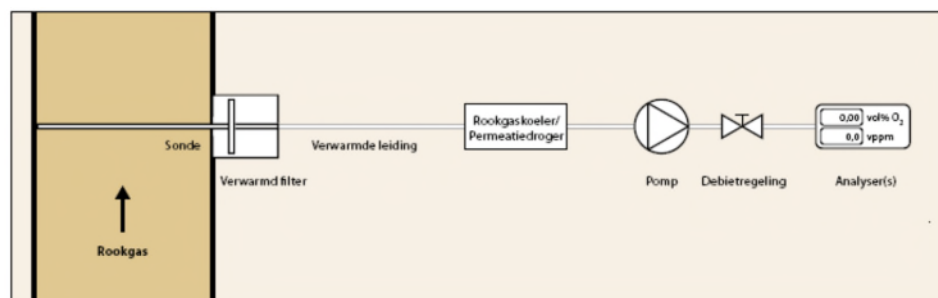 Rookgaskoeler/
Permeatiedroger
0,00 vol% O₂
0,0 vppm
Sonde
Verwarmde leiding
Verwarmd filter
Pomp
Debietregeling
Analyser(s)
Rookgas